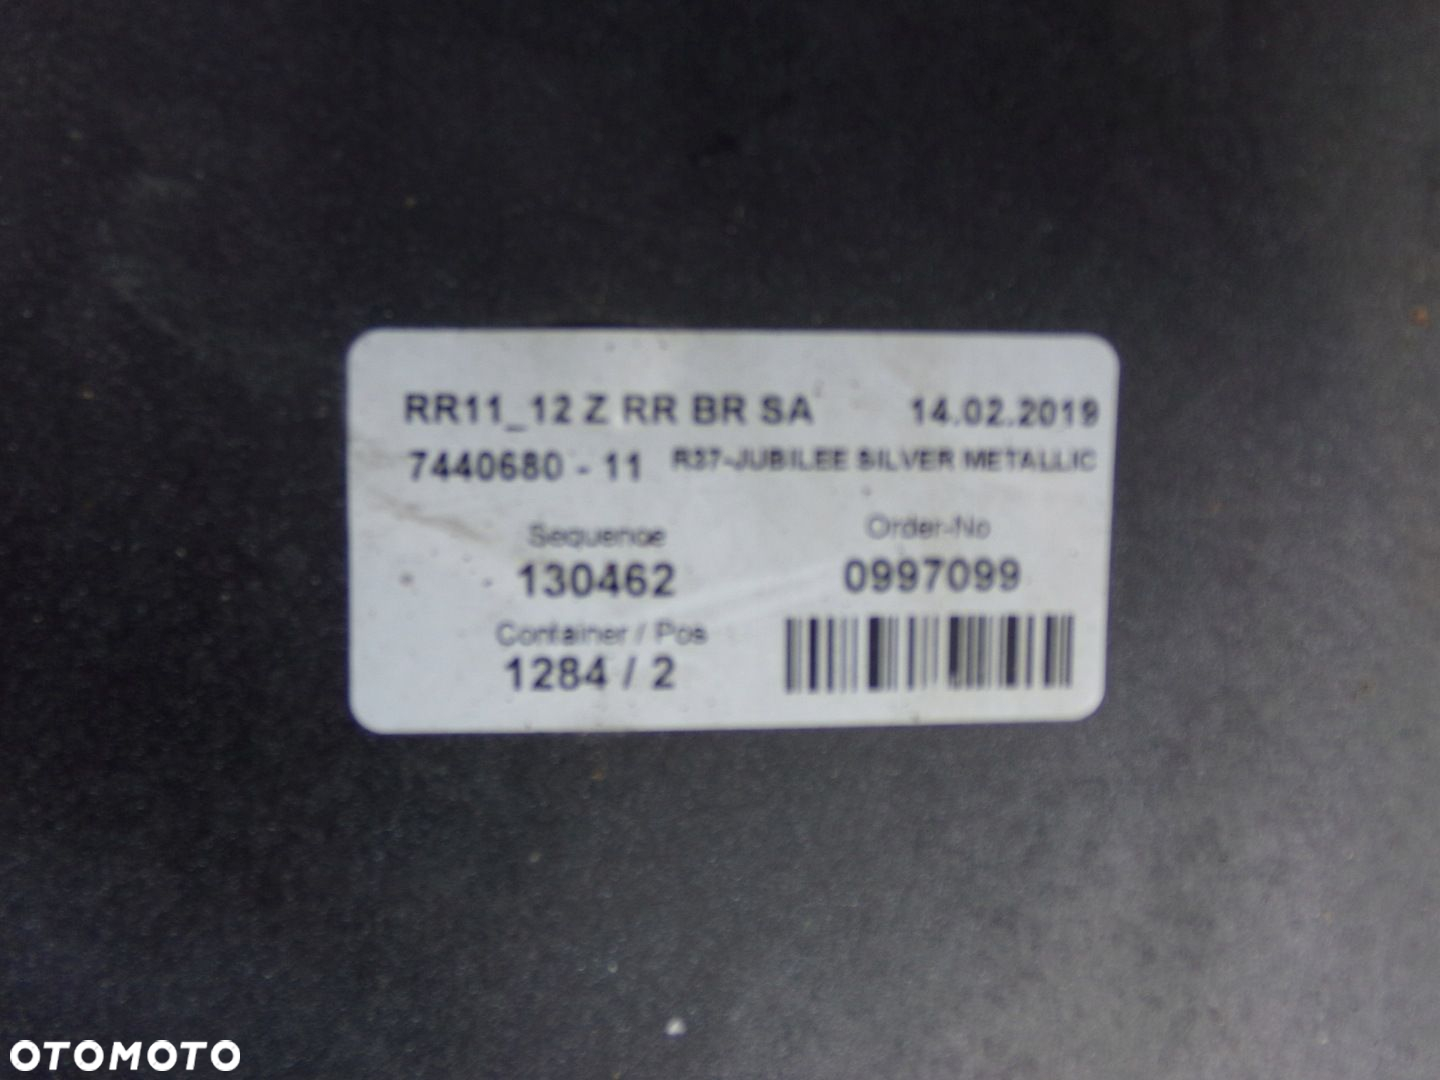 RR11_12 Z RR BR SA 14.02.2019
7440680 - 11 R37-JUBILEE SILVER METALLIC
Sequence Order-No
130462 0997099
Container / Pos
1284 / 2
OTOMOTO